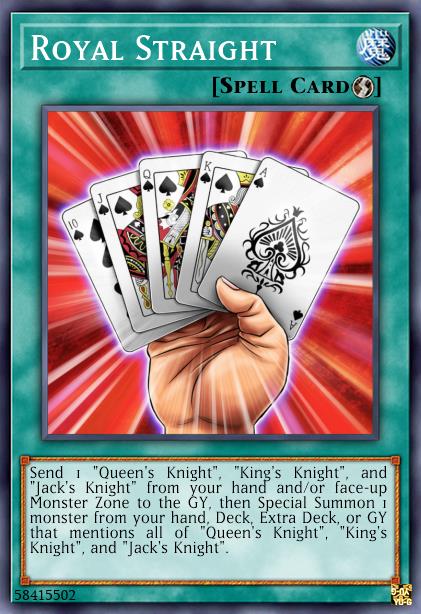 Royal Straight
[Spell Card]
10
J
Q
K
A
Send 1 "Queen's Knight", "King's Knight", and
"Jack's Knight" from your hand and/or face-up
Monster Zone to the GY, then Special Summon 1
monster from your hand, Deck, Extra Deck, or GY
that mentions all of "Queen's Knight", "King's
Knight", and "Jack's Knight".
58415502